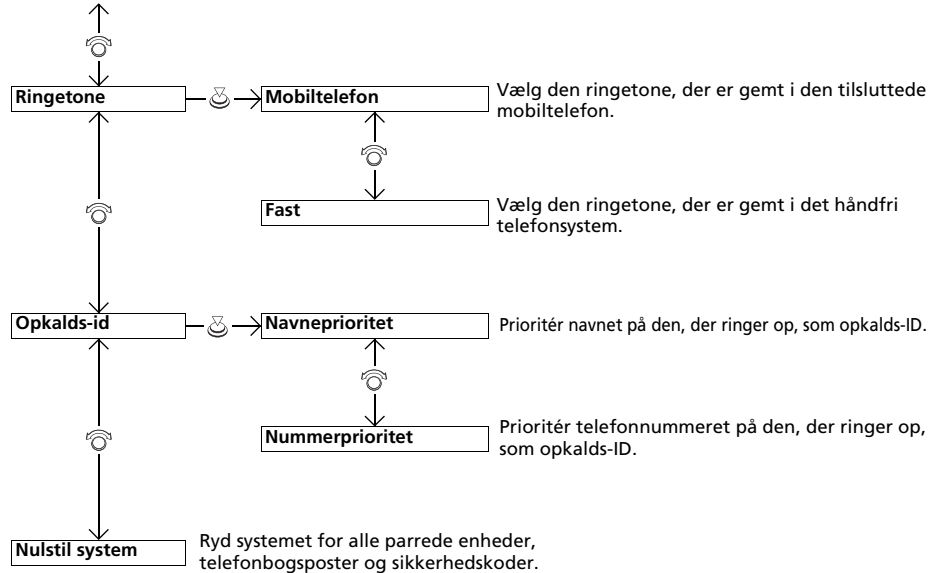 Ringetone
Mobiltelefon
Vælg den ringetone, der er gemt i den tilsluttede
mobiltelefon.
Fast
Vælg den ringetone, der er gemt i det håndfri
telefonsystem.
Opkalds-id
Navneprioritet
Prioritér navnet på den, der ringer op, som opkalds-ID.
Nummerprioritet
Prioritér telefonnummeret på den, der ringer op,
som opkalds-ID.
Nulstil system
Ryd systemet for alle parrede enheder,
telefonbogsposter og sikkerhedskoder.